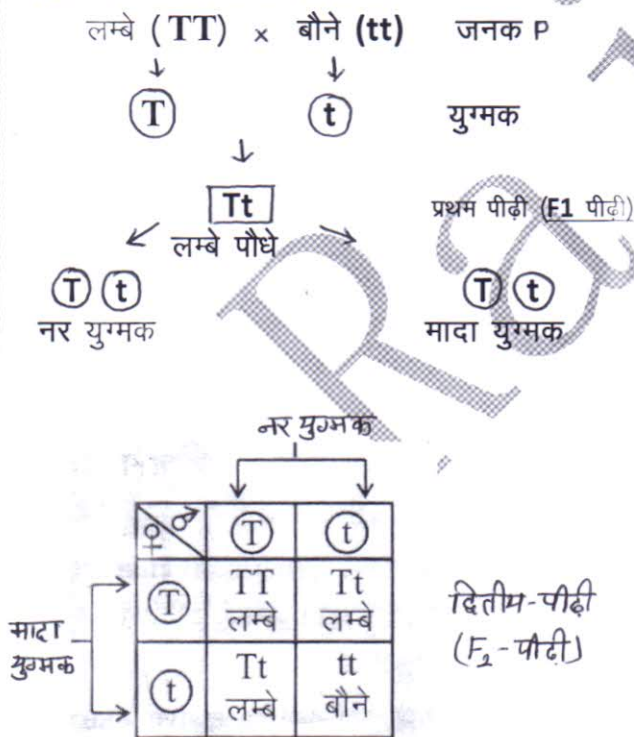 लम्बे (TT) × बौने (tt) जनक P
T t युग्मक
Tt
लम्बे पौधे
प्रथम पीढ़ी (F1 पीढ़ी)
T t T t
नर युग्मक मादा युग्मक
नर युग्मक
♀ ♂ T t
T TT Tt
लम्बे लम्बे
मादा युग्मक
t Tt tt
लम्बे बौने
द्वितीय-पीढ़ी
(F₂-पीढ़ी)